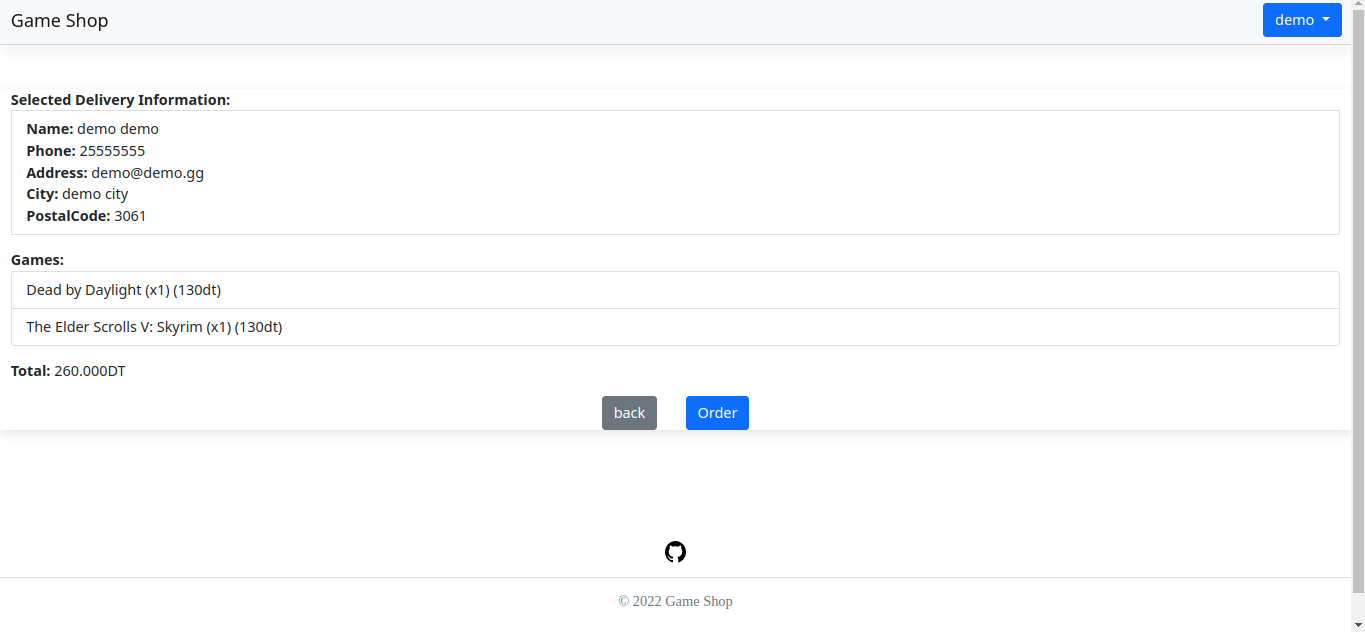 Game Shop
demo
Selected Delivery Information:
Name: demo demo
Phone: 25555555
Address: demo@demo.gg
City: demo city
PostalCode: 3061
Games:
Dead by Daylight (x1) (130dt)
The Elder Scrolls V: Skyrim (x1) (130dt)
Total: 260.000DT
back
Order
© 2022 Game Shop